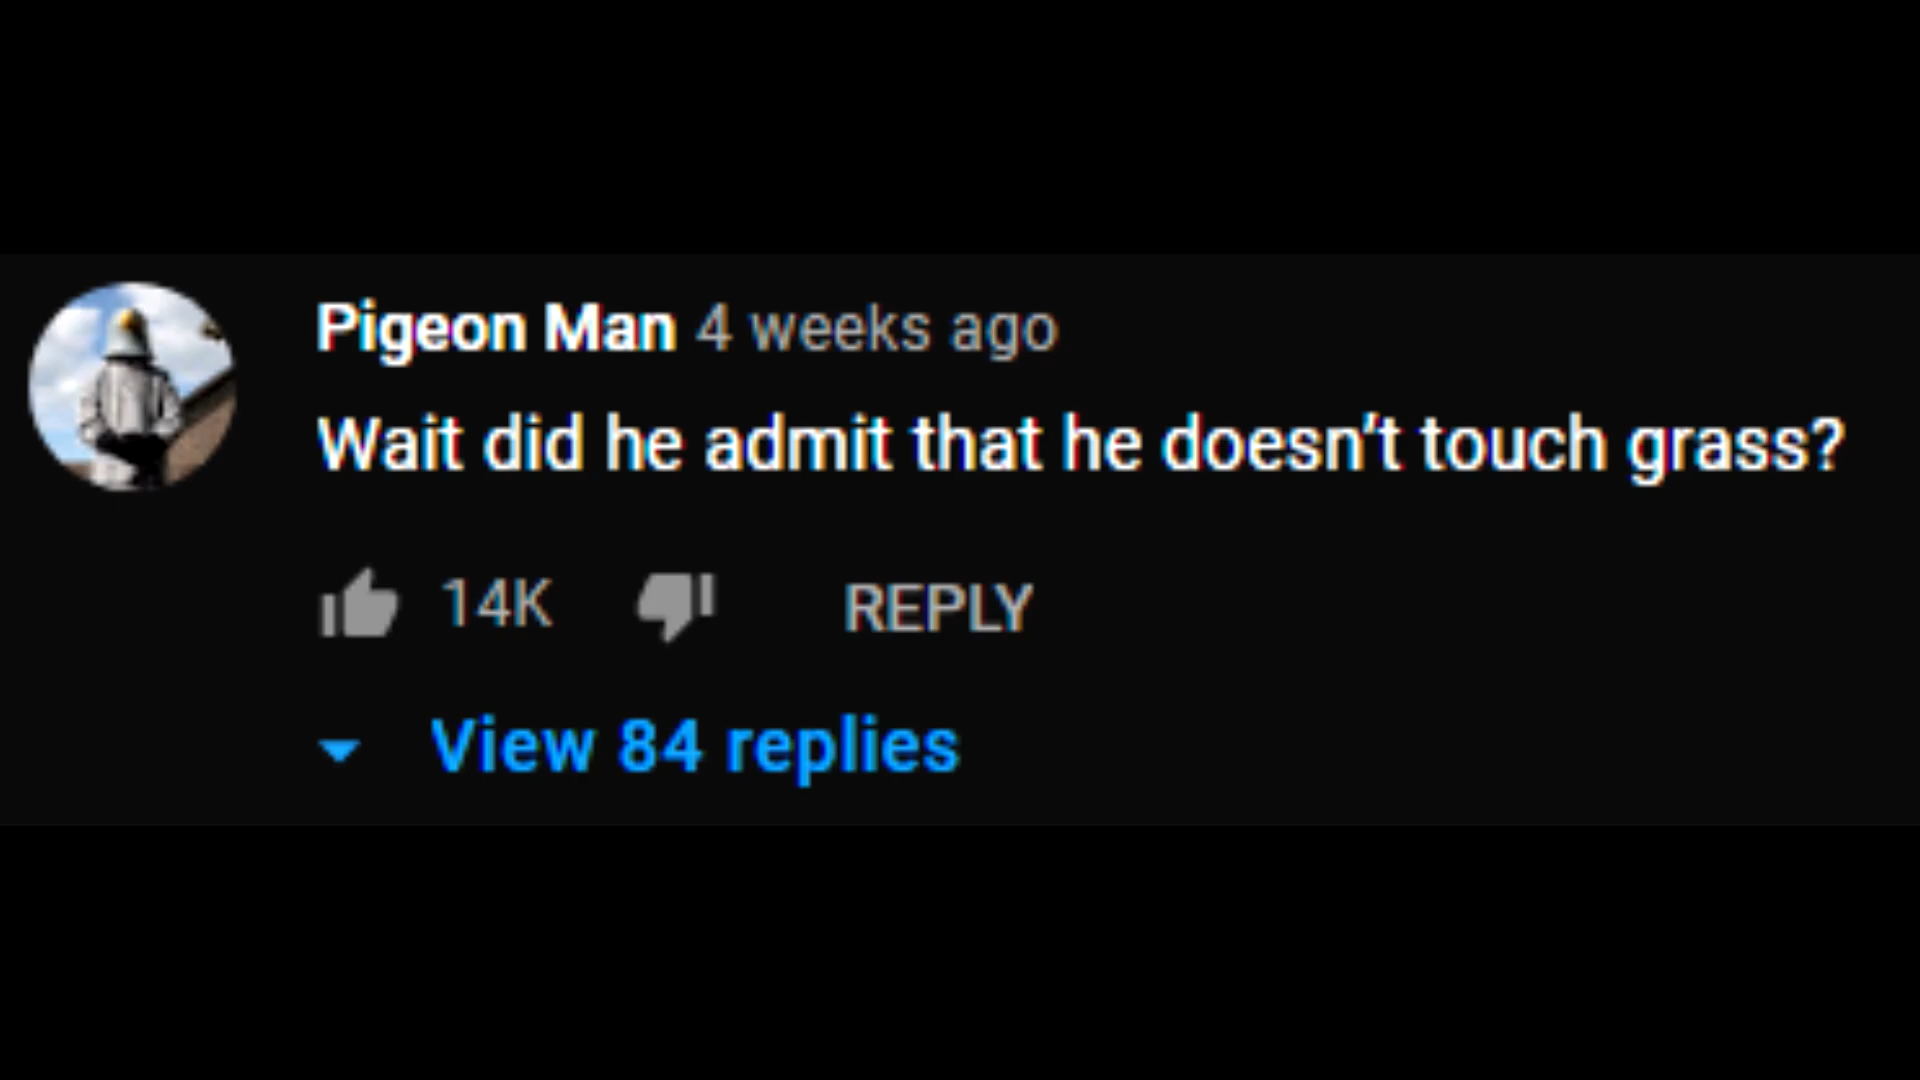 Pigeon Man 4 weeks ago
Wait did he admit that he doesn't touch grass?
14K REPLY
View 84 replies